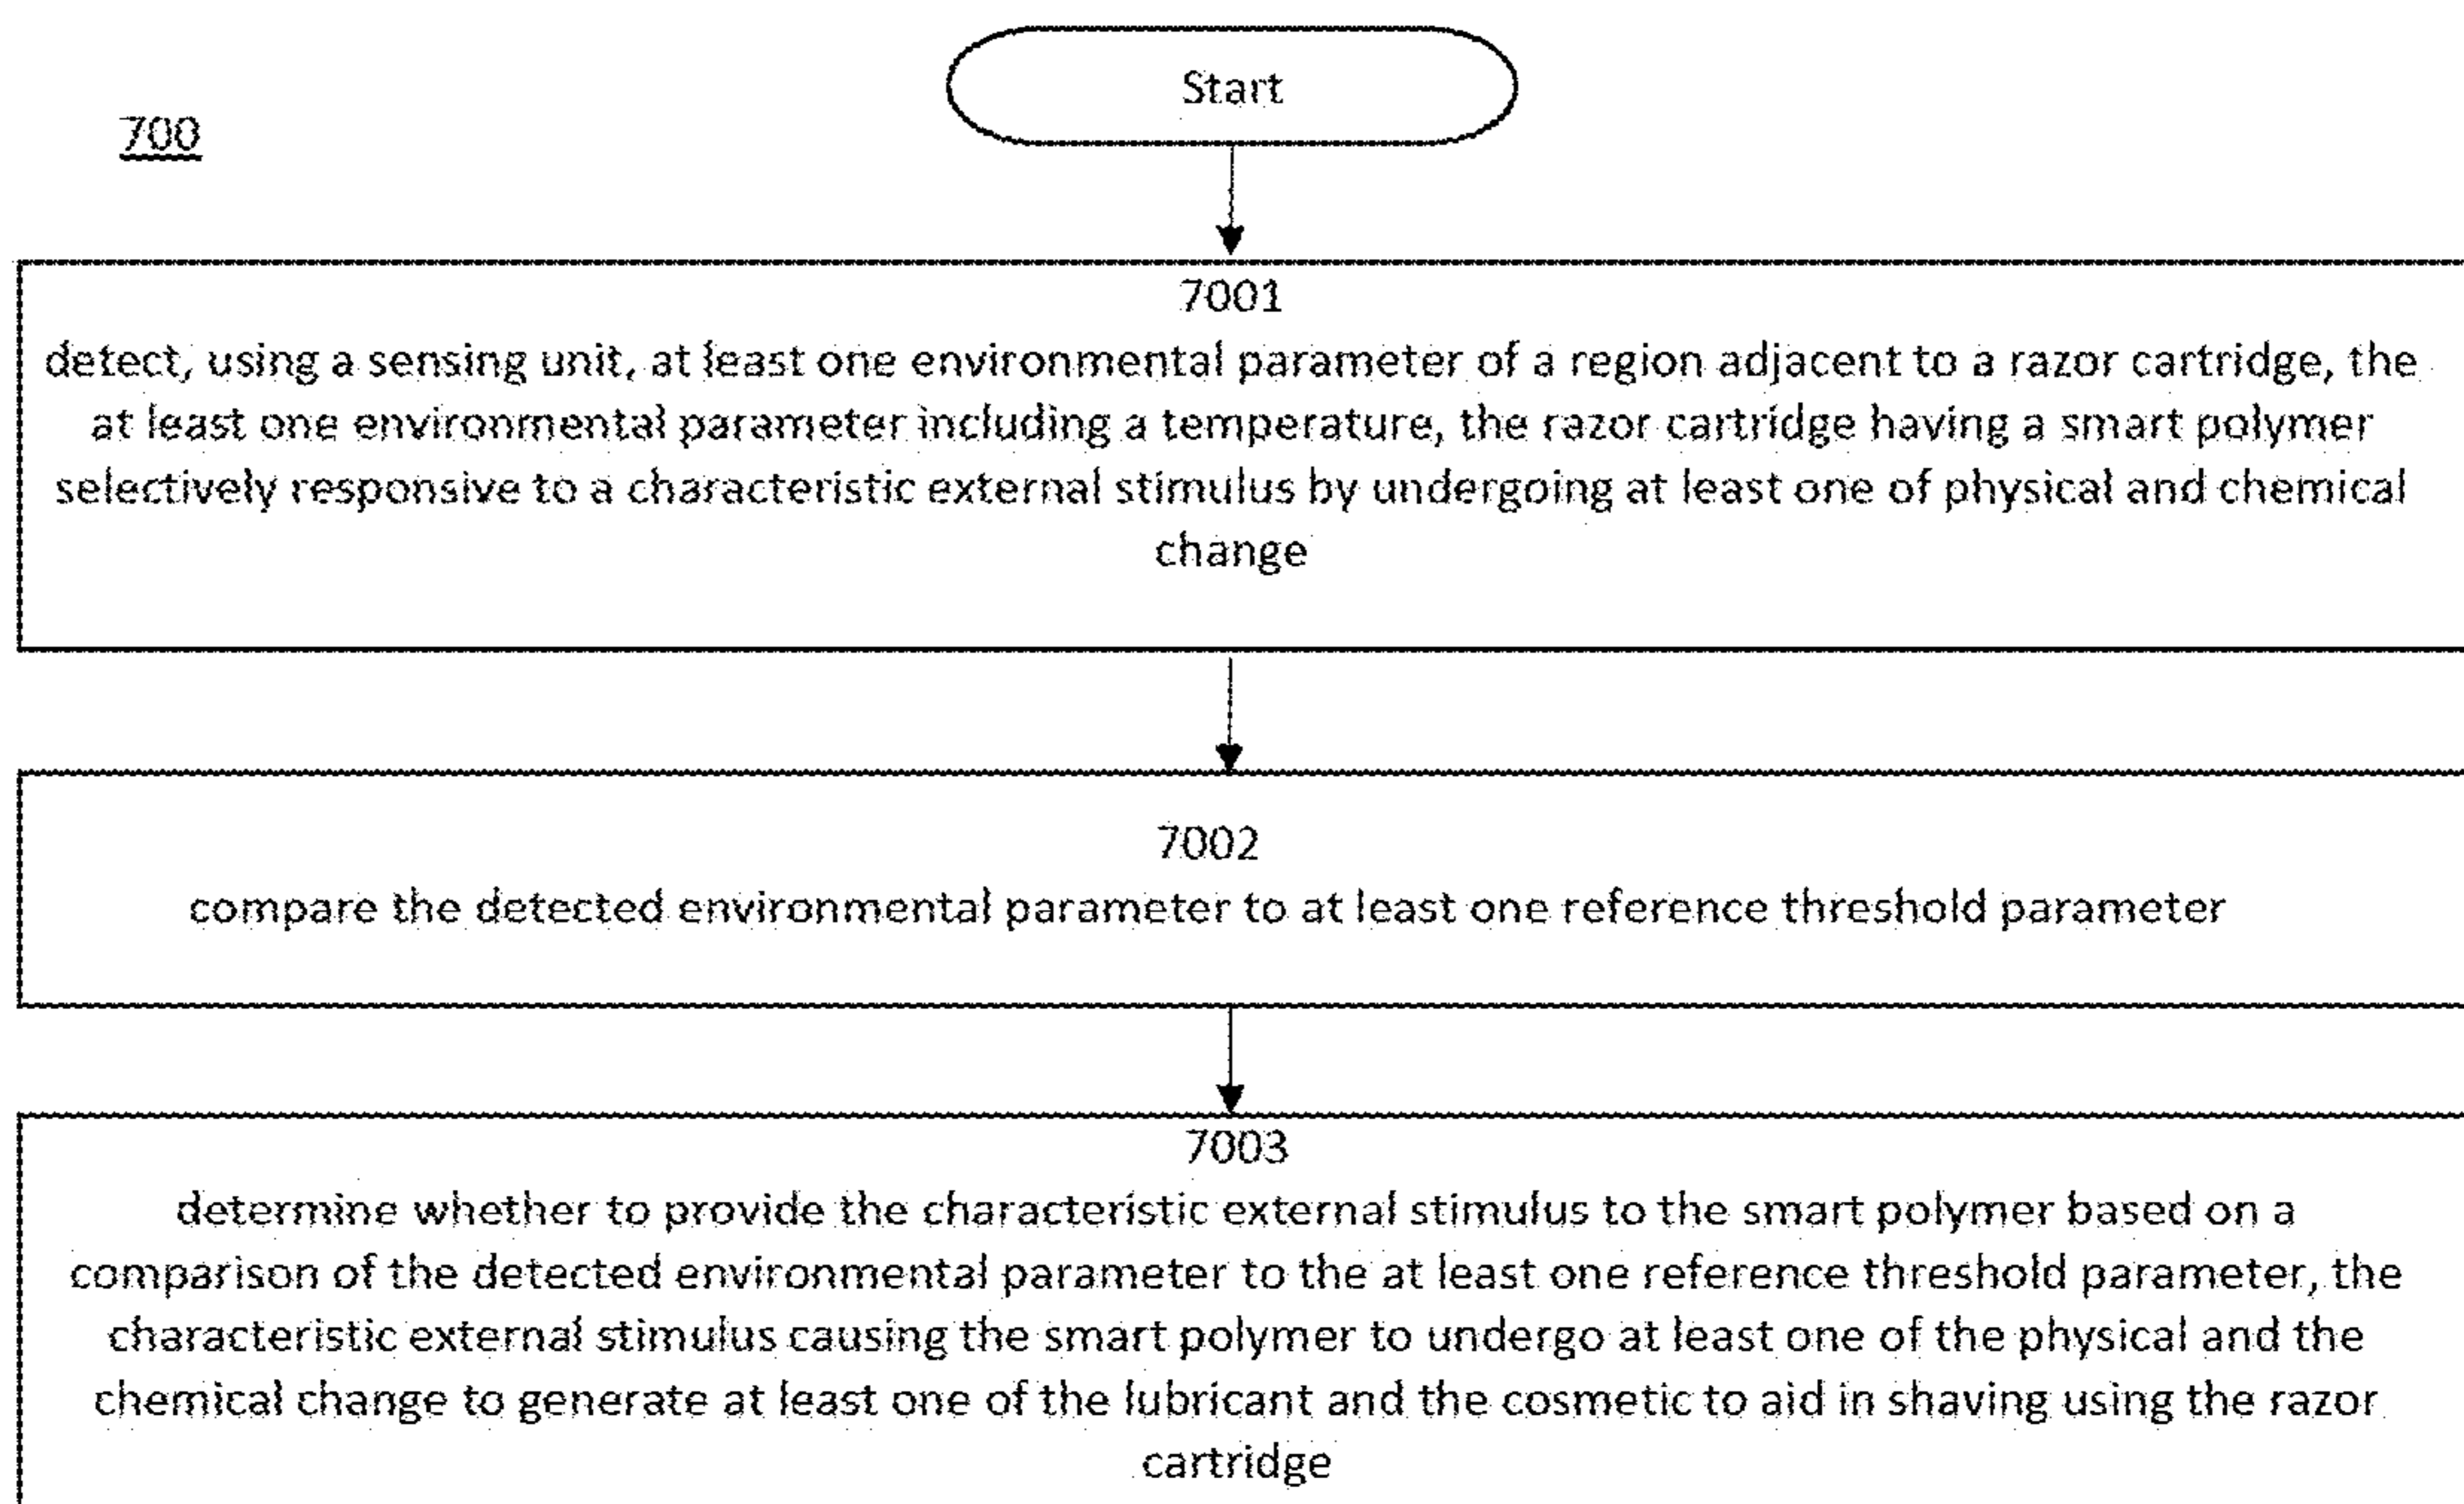 Start
700
7001
detect, using a sensing unit, at least one environmental parameter of a region adjacent to a razor cartridge, the
at least one environmental parameter including a temperature, the razor cartridge having a smart polymer
selectively responsive to a characteristic external stimulus by undergoing at least one of physical and chemical
change
7002
compare the detected environmental parameter to at least one reference threshold parameter
7003
determine whether to provide the characteristic external stimulus to the smart polymer based on a
comparison of the detected environmental parameter to the at least one reference threshold parameter, the
characteristic external stimulus causing the smart polymer to undergo at least one of the physical and the
chemical change to generate at least one of the lubricant and the cosmetic to aid in shaving using the razor
cartridge